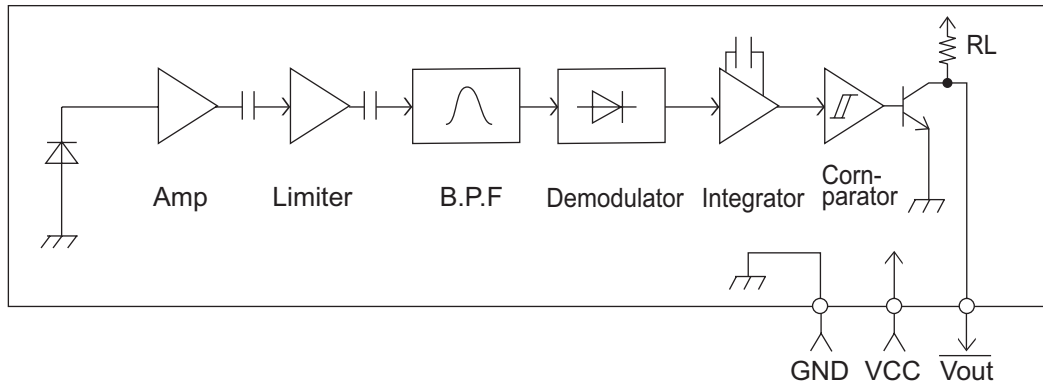 RL
Amp
Limiter
B.P.F
Demodulator
Integrator
Corn-
parator
GND
VCC
Vout